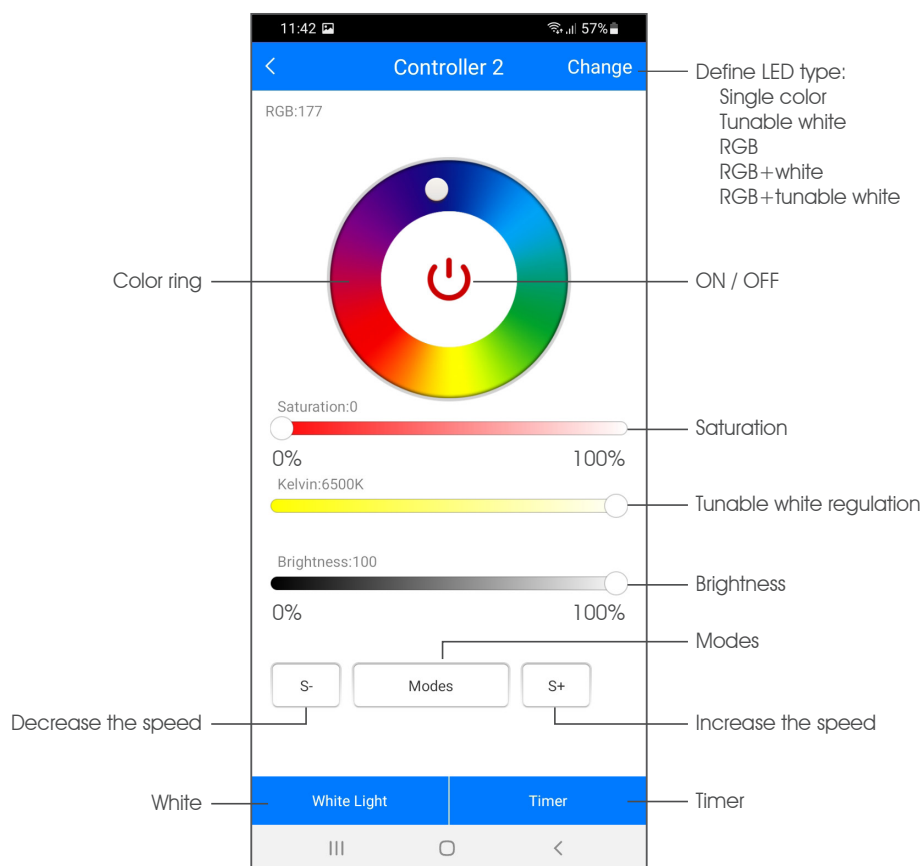 11:42
57%
Controller 2
Change
Define LED type:
Single color
Tunable white
RGB
RGB+white
RGB+tunable white
RGB:177
Color ring
ON / OFF
Saturation:0
Saturation
0%
100%
Kelvin:6500K
Tunable white regulation
Brightness:100
Brightness
0%
100%
Modes
S-
Modes
S+
Decrease the speed
Increase the speed
White
White Light
Timer
Timer